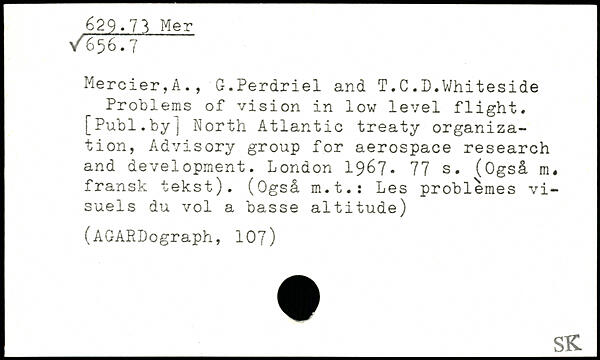 629.73 Mer
√656.7
Mercier,A., G.Perdriel and T.C.D.Whiteside
Problems of vision in low level flight.
[Publ.by] North Atlantic treaty organiza-
tion, Advisory group for aerospace research
and development. London 1967. 77 s. (Også m.
fransk tekst). (Også m.t.: Les problèmes vi-
suels du vol a basse altitude)
(AGARDograph, 107)
SK